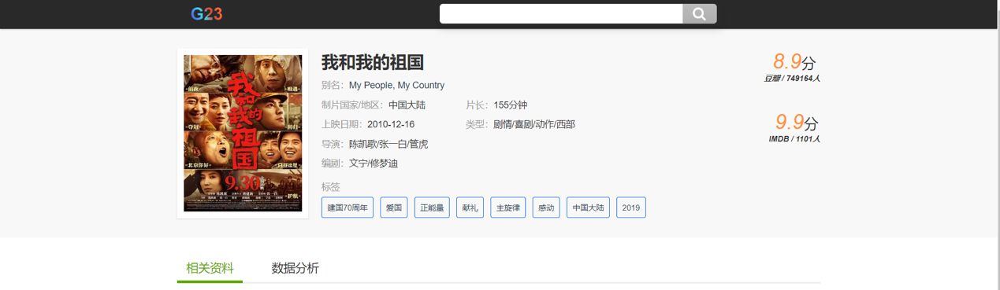 G23
我和我的祖国
别名：My People, My Country
制片国家/地区：中国大陆 片长：155分钟
上映日期：2010-12-16 类型：剧情/喜剧/动作/西部
导演：陈凯歌/张一白/管虎
编剧：文宁/修梦迪
标签
建国70周年 爱国 正能量 献礼 主旋律 感动 中国大陆 2019
8.9分
豆瓣 / 749164人
9.9分
IMDB / 1101人
前夜
相遇
夺冠
回归
北京你好
白昼流星
护航
我和我的祖国
9.30
相关资料 数据分析